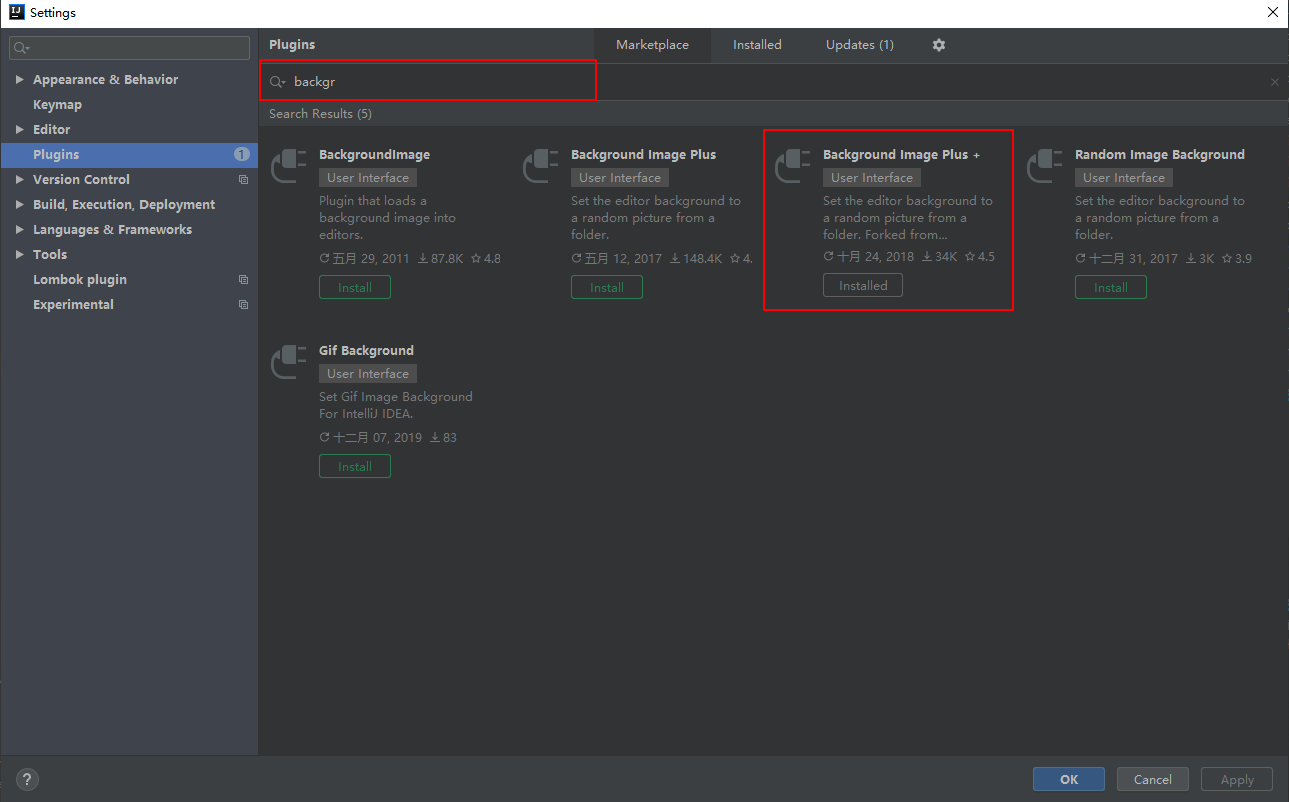 Settings
Plugins
Marketplace
Installed
Updates (1)
backgr
Search Results (5)
Appearance & Behavior
Keymap
Editor
Plugins
1
Version Control
Build, Execution, Deployment
Languages & Frameworks
Tools
Lombok plugin
Experimental
BackgroundImage
User Interface
Plugin that loads a
background image into
editors.
五月 29, 2011 87.8K 4.8
Install
Background Image Plus
User Interface
Set the editor background to
a random picture from a
folder.
五月 12, 2017 148.4K 4.
Install
Background Image Plus +
User Interface
Set the editor background to
a random picture from a
folder. Forked from...
十月 24, 2018 34K 4.5
Installed
Random Image Background
User Interface
Set the editor background to
a random picture from a
folder.
十二月 31, 2017 3K 3.9
Install
Gif Background
User Interface
Set Gif Image Background
For IntelliJ IDEA.
十二月 07, 2019 83
Install
?
OK
Cancel
Apply